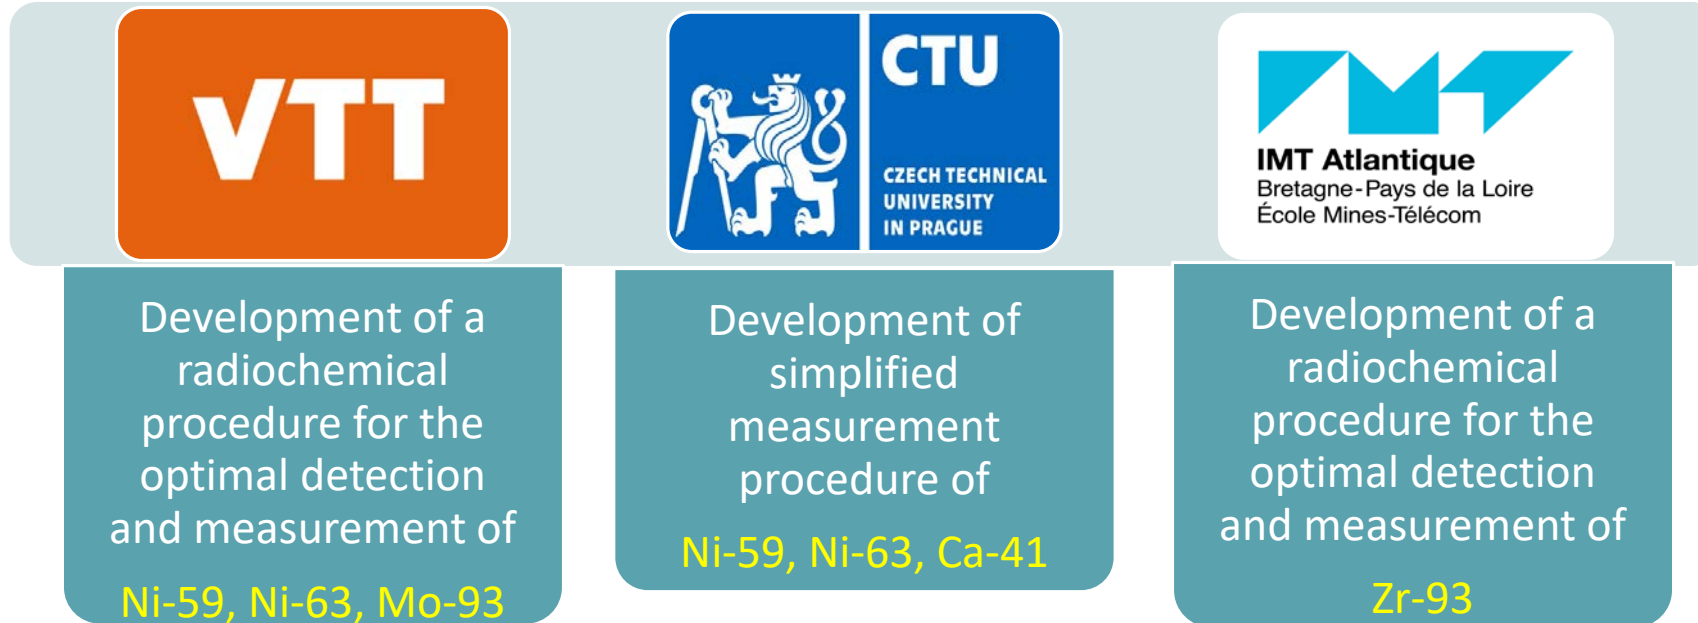 VTT
Development of a
radiochemical
procedure for the
optimal detection
and measurement of
Ni-59, Ni-63, Mo-93
CTU
CZECH TECHNICAL
UNIVERSITY
IN PRAGUE
Development of
simplified
measurement
procedure of
Ni-59, Ni-63, Ca-41
IMT Atlantique
Bretagne-Pays de la Loire
École Mines-Télécom
Development of a
radiochemical
procedure for the
optimal detection
and measurement of
Zr-93